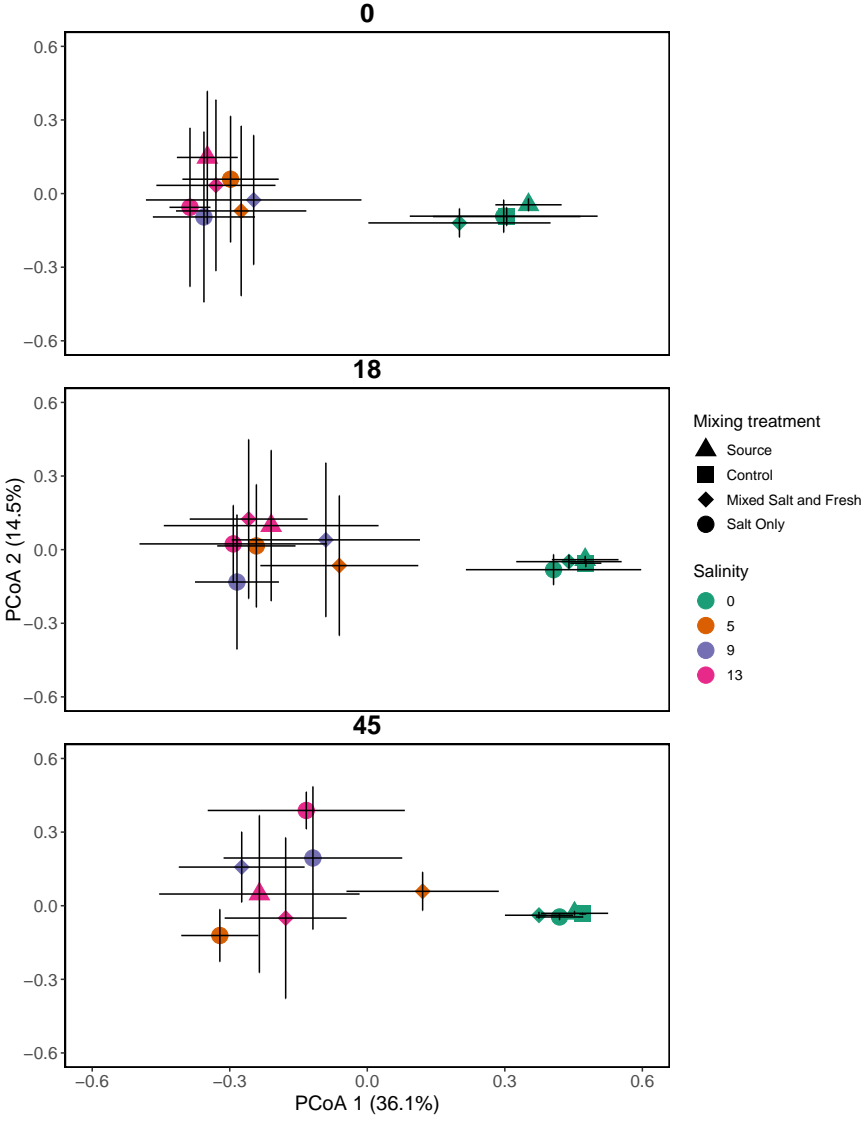 0
0.6
0.3
0.0
−0.3
−0.6
18
0.6
0.3
0.0
−0.3
−0.6
PCoA 2 (14.5%)
45
0.6
0.3
0.0
−0.3
−0.6
−0.6 −0.3 0.0 0.3 0.6
PCoA 1 (36.1%)
Mixing treatment
Source
Control
Mixed Salt and Fresh
Salt Only
Salinity
0
5
9
13